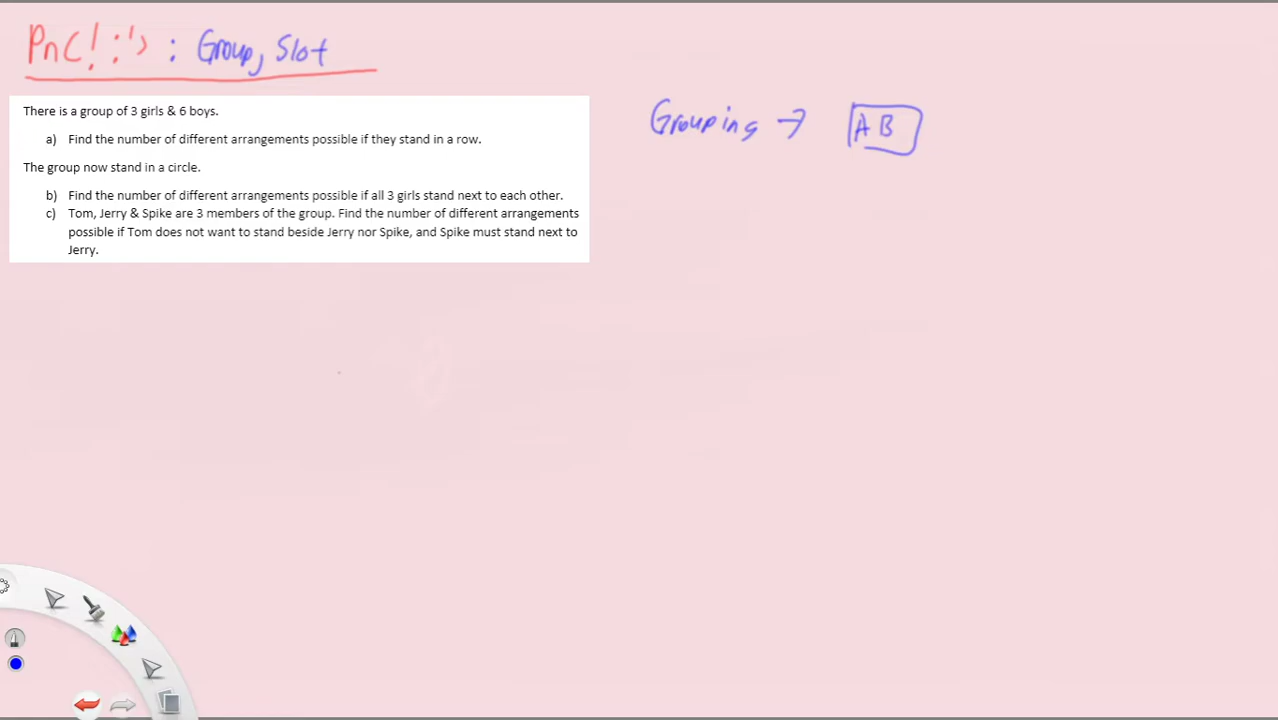 PnC! :') : Group, Slot
There is a group of 3 girls & 6 boys.
a) Find the number of different arrangements possible if they stand in a row.
The group now stand in a circle.
b) Find the number of different arrangements possible if all 3 girls stand next to each other.
c) Tom, Jerry & Spike are 3 members of the group. Find the number of different arrangements
possible if Tom does not want to stand beside Jerry nor Spike, and Spike must stand next to
Jerry.
Grouping → A B